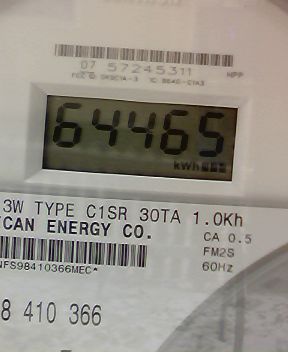 07 57245311
HPP
64465
kWh
3W TYPE C1SR 30TA 1.0Kh
CAN ENERGY CO.
CA 0.5
FM2S
60Hz
NFS98410366MEC*
8 410 366